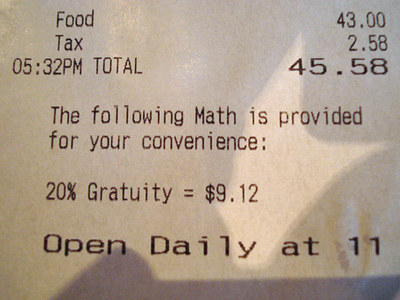 Food 43.00
Tax 2.58
05:32PM TOTAL 45.58
The following Math is provided
for your convenience:
20% Gratuity = $9.12
Open Daily at 11